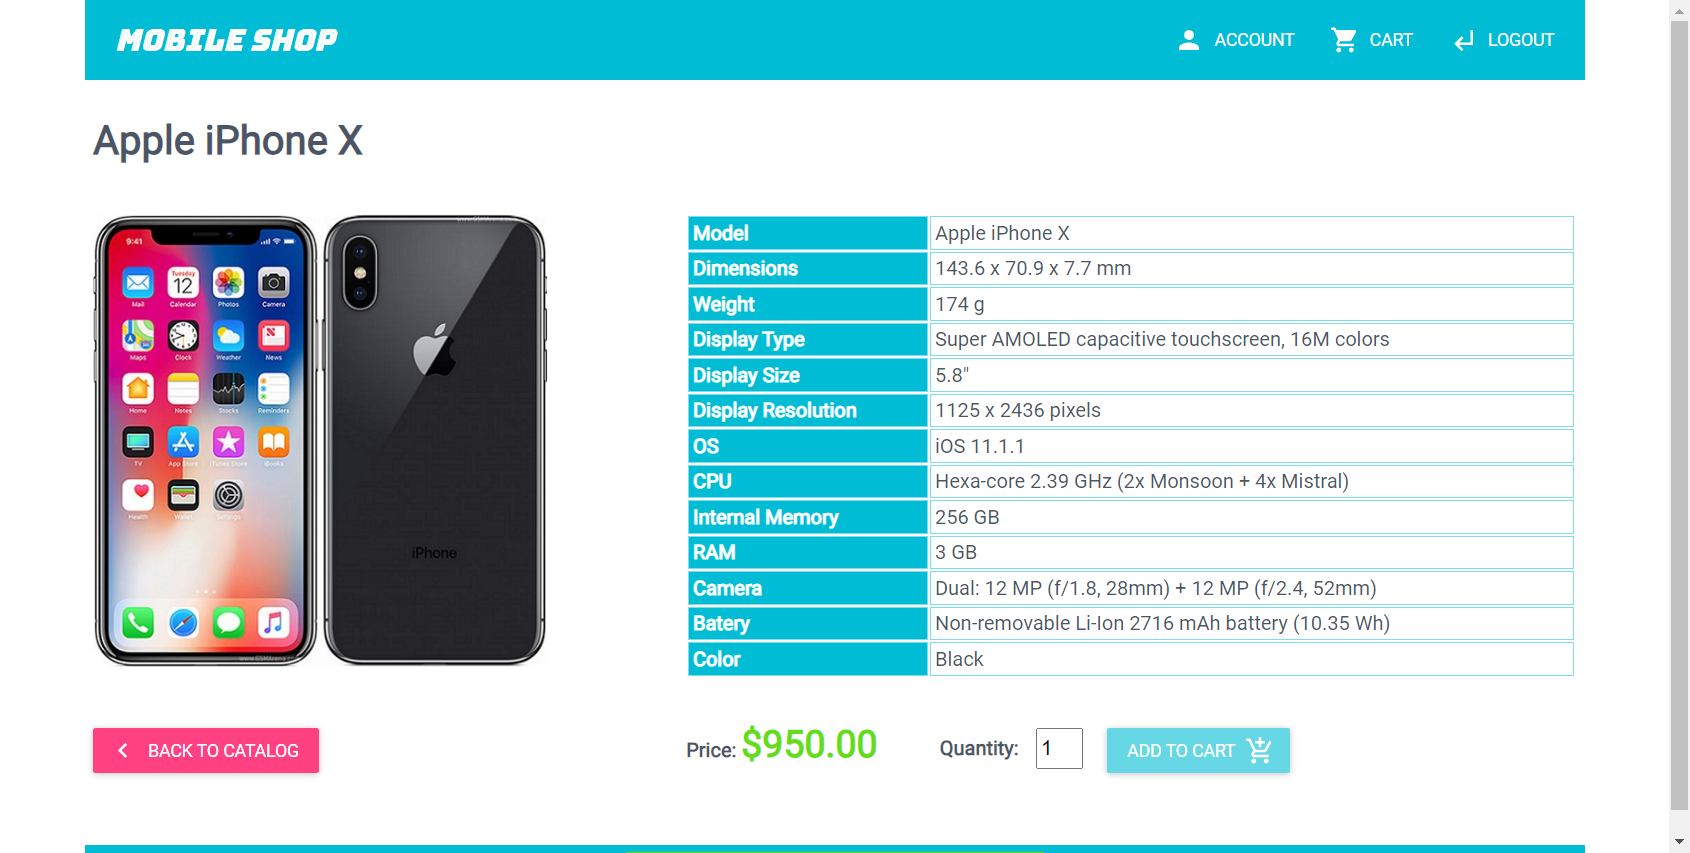 MOBILE SHOP
ACCOUNT CART LOGOUT
Apple iPhone X
9:41
Mail
Tuesday
12
Calendar
Photos
Camera
Maps
Clock
Weather
News
Home
Notes
Stocks
Reminders
TV
App Store
iTunes Store
iBooks
Health
Wallet
Settings
iPhone
Model Apple iPhone X
Dimensions 143.6 x 70.9 x 7.7 mm
Weight 174 g
Display Type Super AMOLED capacitive touchscreen, 16M colors
Display Size 5.8"
Display Resolution 1125 x 2436 pixels
OS iOS 11.1.1
CPU Hexa-core 2.39 GHz (2x Monsoon + 4x Mistral)
Internal Memory 256 GB
RAM 3 GB
Camera Dual: 12 MP (f/1.8, 28mm) + 12 MP (f/2.4, 52mm)
Batery Non-removable Li-Ion 2716 mAh battery (10.35 Wh)
Color Black
BACK TO CATALOG
Price: $950.00 Quantity: 1 ADD TO CART